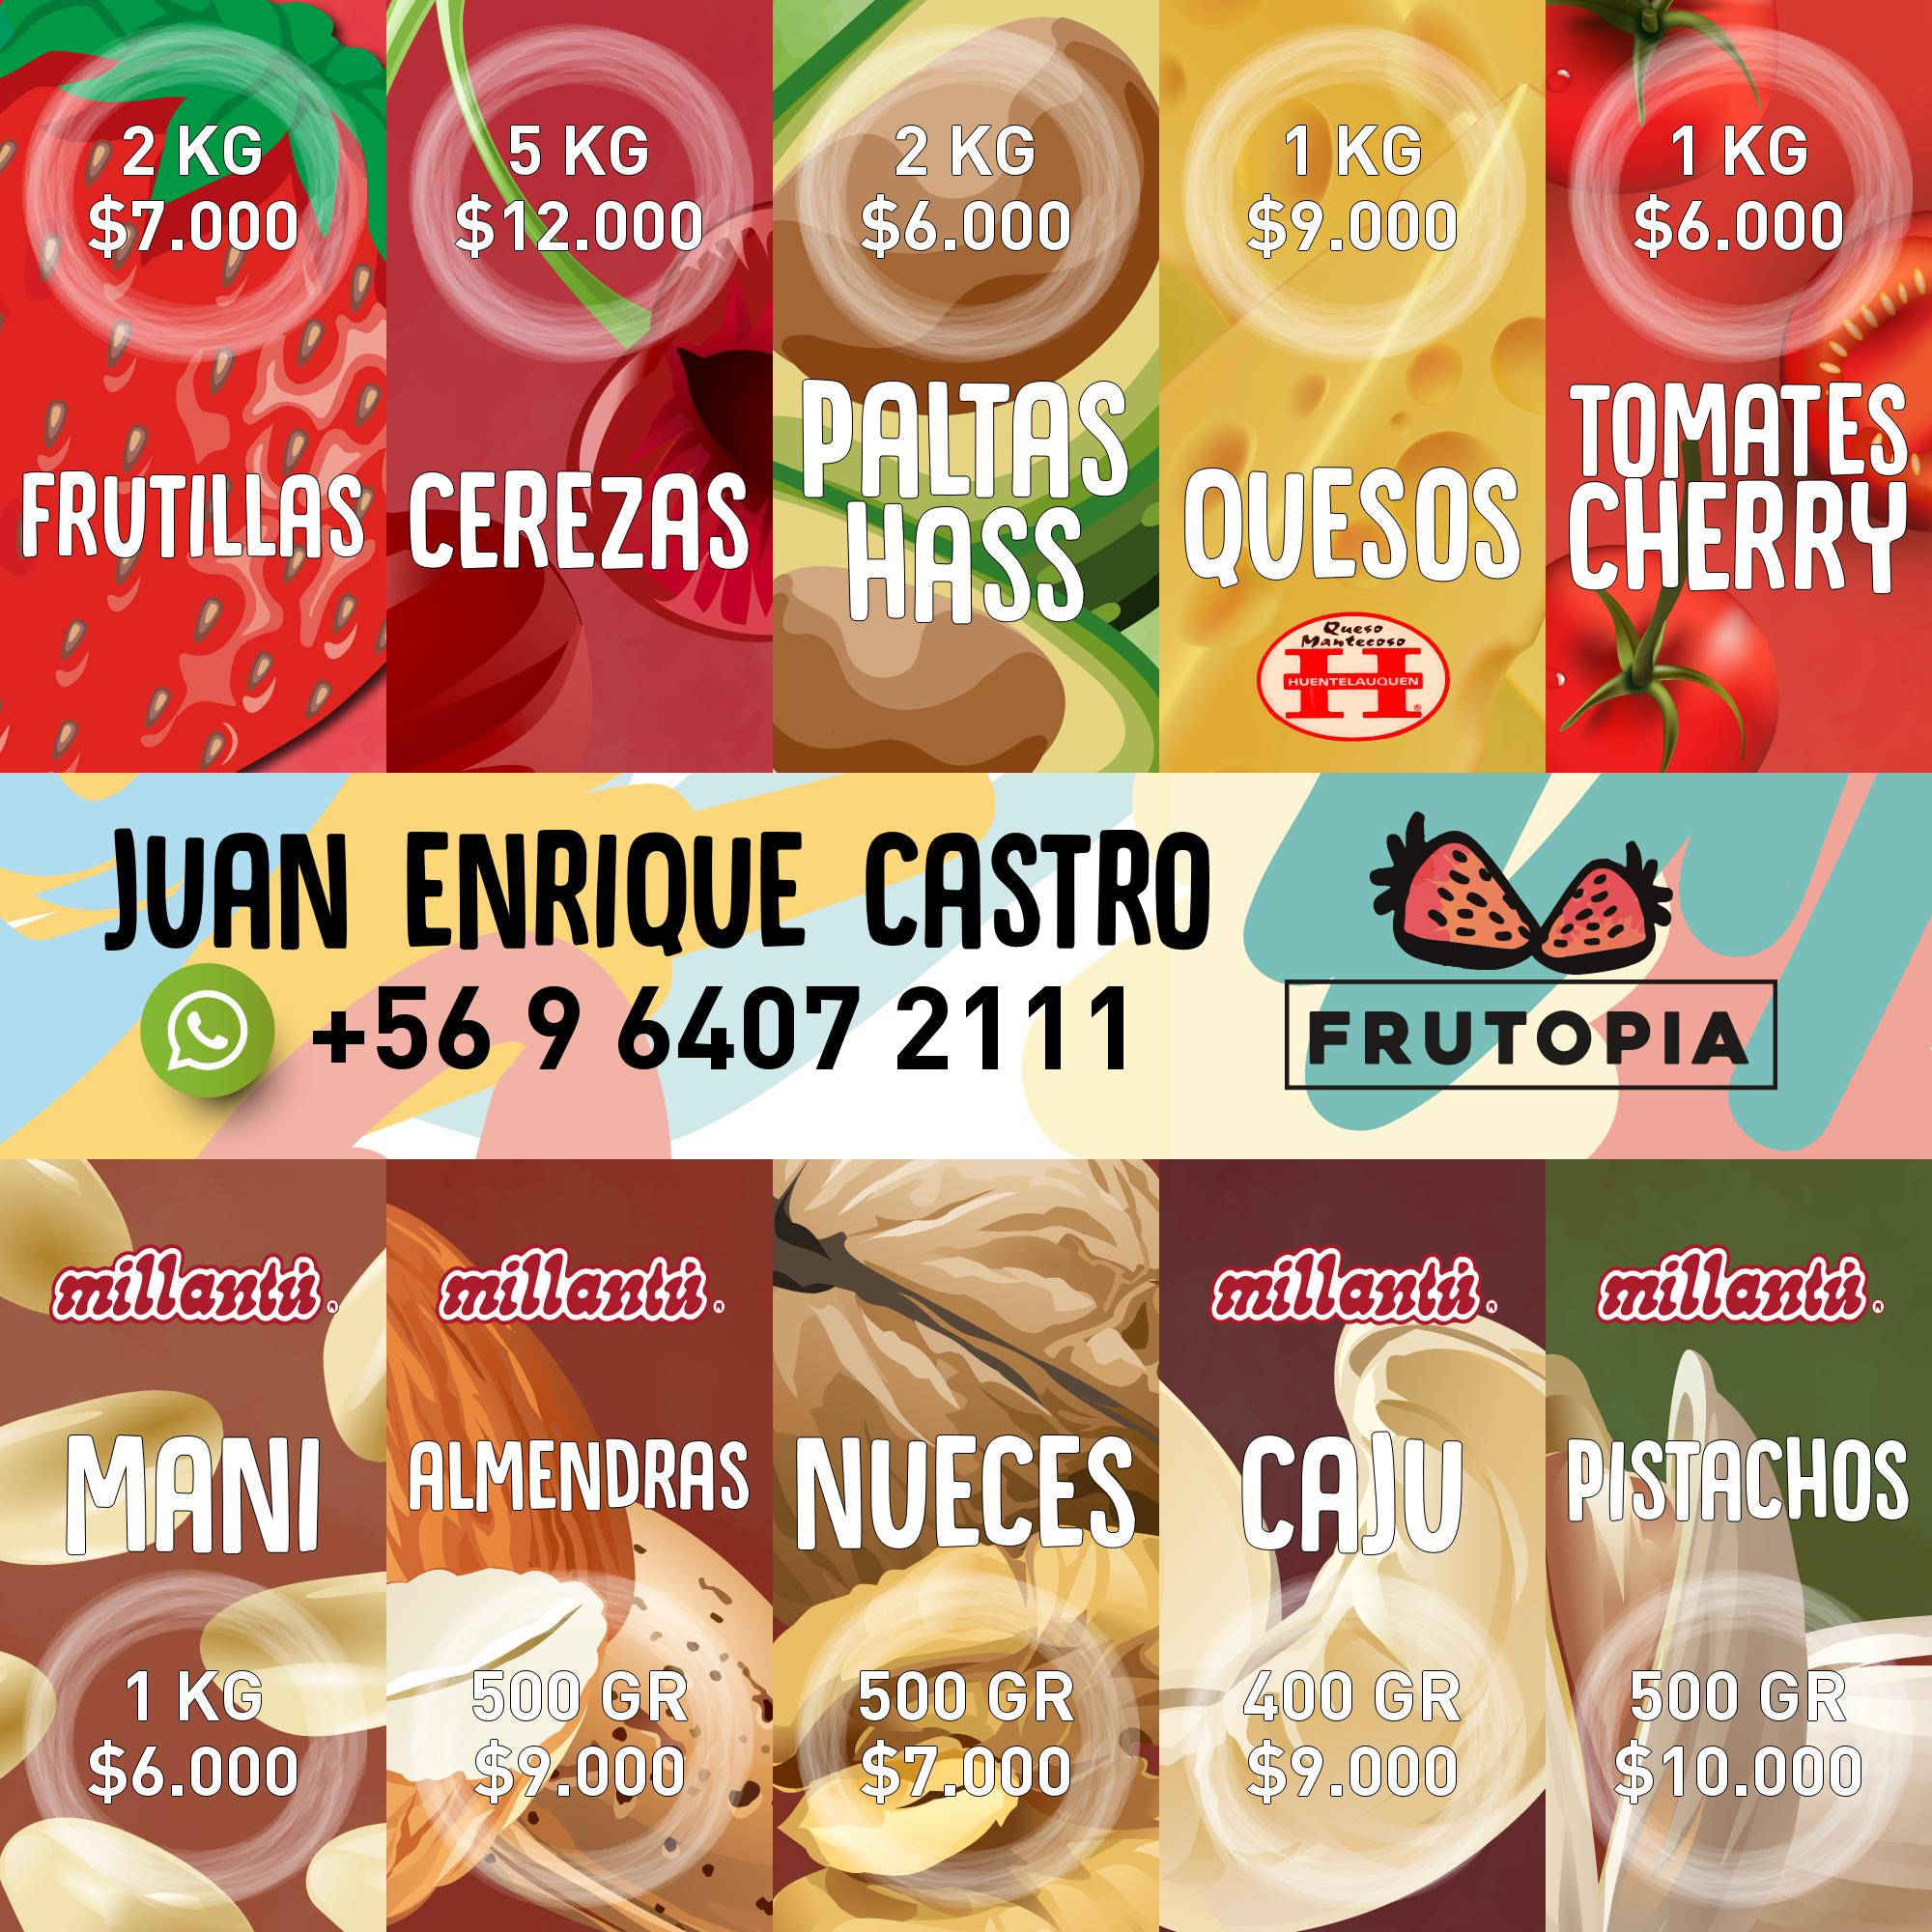 2 KG
$7.000
FRUTILLAS
5 KG
$12.000
CEREZAS
2 KG
$6.000
PALTAS
HASS
1 KG
$9.000
QUESOS
Queso
Mantecoso
H
HUENTELAUQUEN
®
1 KG
$6.000
TOMATES
CHERRY
JUAN ENRIQUE CASTRO
+56 9 6407 2111
FRUTOPIA
millantú®
MANI
1 KG
$6.000
millantú®
ALMENDRAS
500 GR
$9.000
NUECES
500 GR
$7.000
millantú®
CAJU
400 GR
$9.000
millantú®
PISTACHOS
500 GR
$10.000